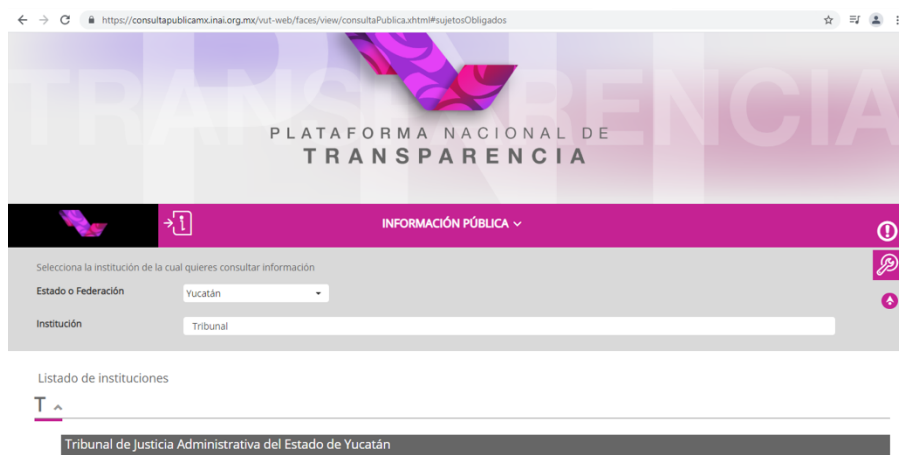 https://consultapublicamx.inai.org.mx/vut-web/faces/view/consultaPublica.xhtml#sujetosObligados
TRANSPARENCIA
PNT
PLATAFORMA NACIONAL DE
TRANSPARENCIA
INFORMACIÓN PÚBLICA
Selecciona la institución de la cual quieres consultar información
Estado o Federación
Yucatán
Institución
Tribunal
Listado de instituciones
T
Tribunal de Justicia Administrativa del Estado de Yucatán